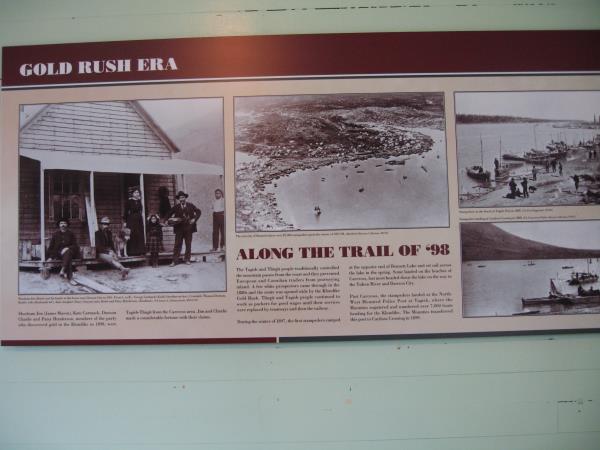 GOLD RUSH ERA
ALONG THE TRAIL OF '98
Skookum Jim (James Mason), Kate Carmack, Dawson
Charlie and Patsy Henderson, members of the party
who discovered gold in the Klondike in 1896, were
Tagish-Tlingit from the Carcross area. Jim and Charlie
made a considerable fortune with their claims.
The Tagish and Tlingit people traditionally controlled
the mountain passes from the coast and they prevented
European and Canadian traders from journeying
inland. A few white prospectors came through in the
1880s and the route was opened wide by the Klondike
Gold Rush. Tlingit and Tagish people continued to
work as packers for good wages until their services
were replaced by tramways and then the railway.
During the winter of 1897, the first stampeders camped
at the opposite end of Bennett Lake and set sail across
the lake in the spring. Some landed on the beaches of
Carcross, but most headed down the lake on the way to
the Yukon River and Dawson City.
Past Carcross, the stampeders landed at the North-
West Mounted Police Post at Tagish, where the
Mounties registered and numbered over 7,000 boats
heading for the Klondike. The Mounties transferred
this post to Caribou Crossing in 1899.